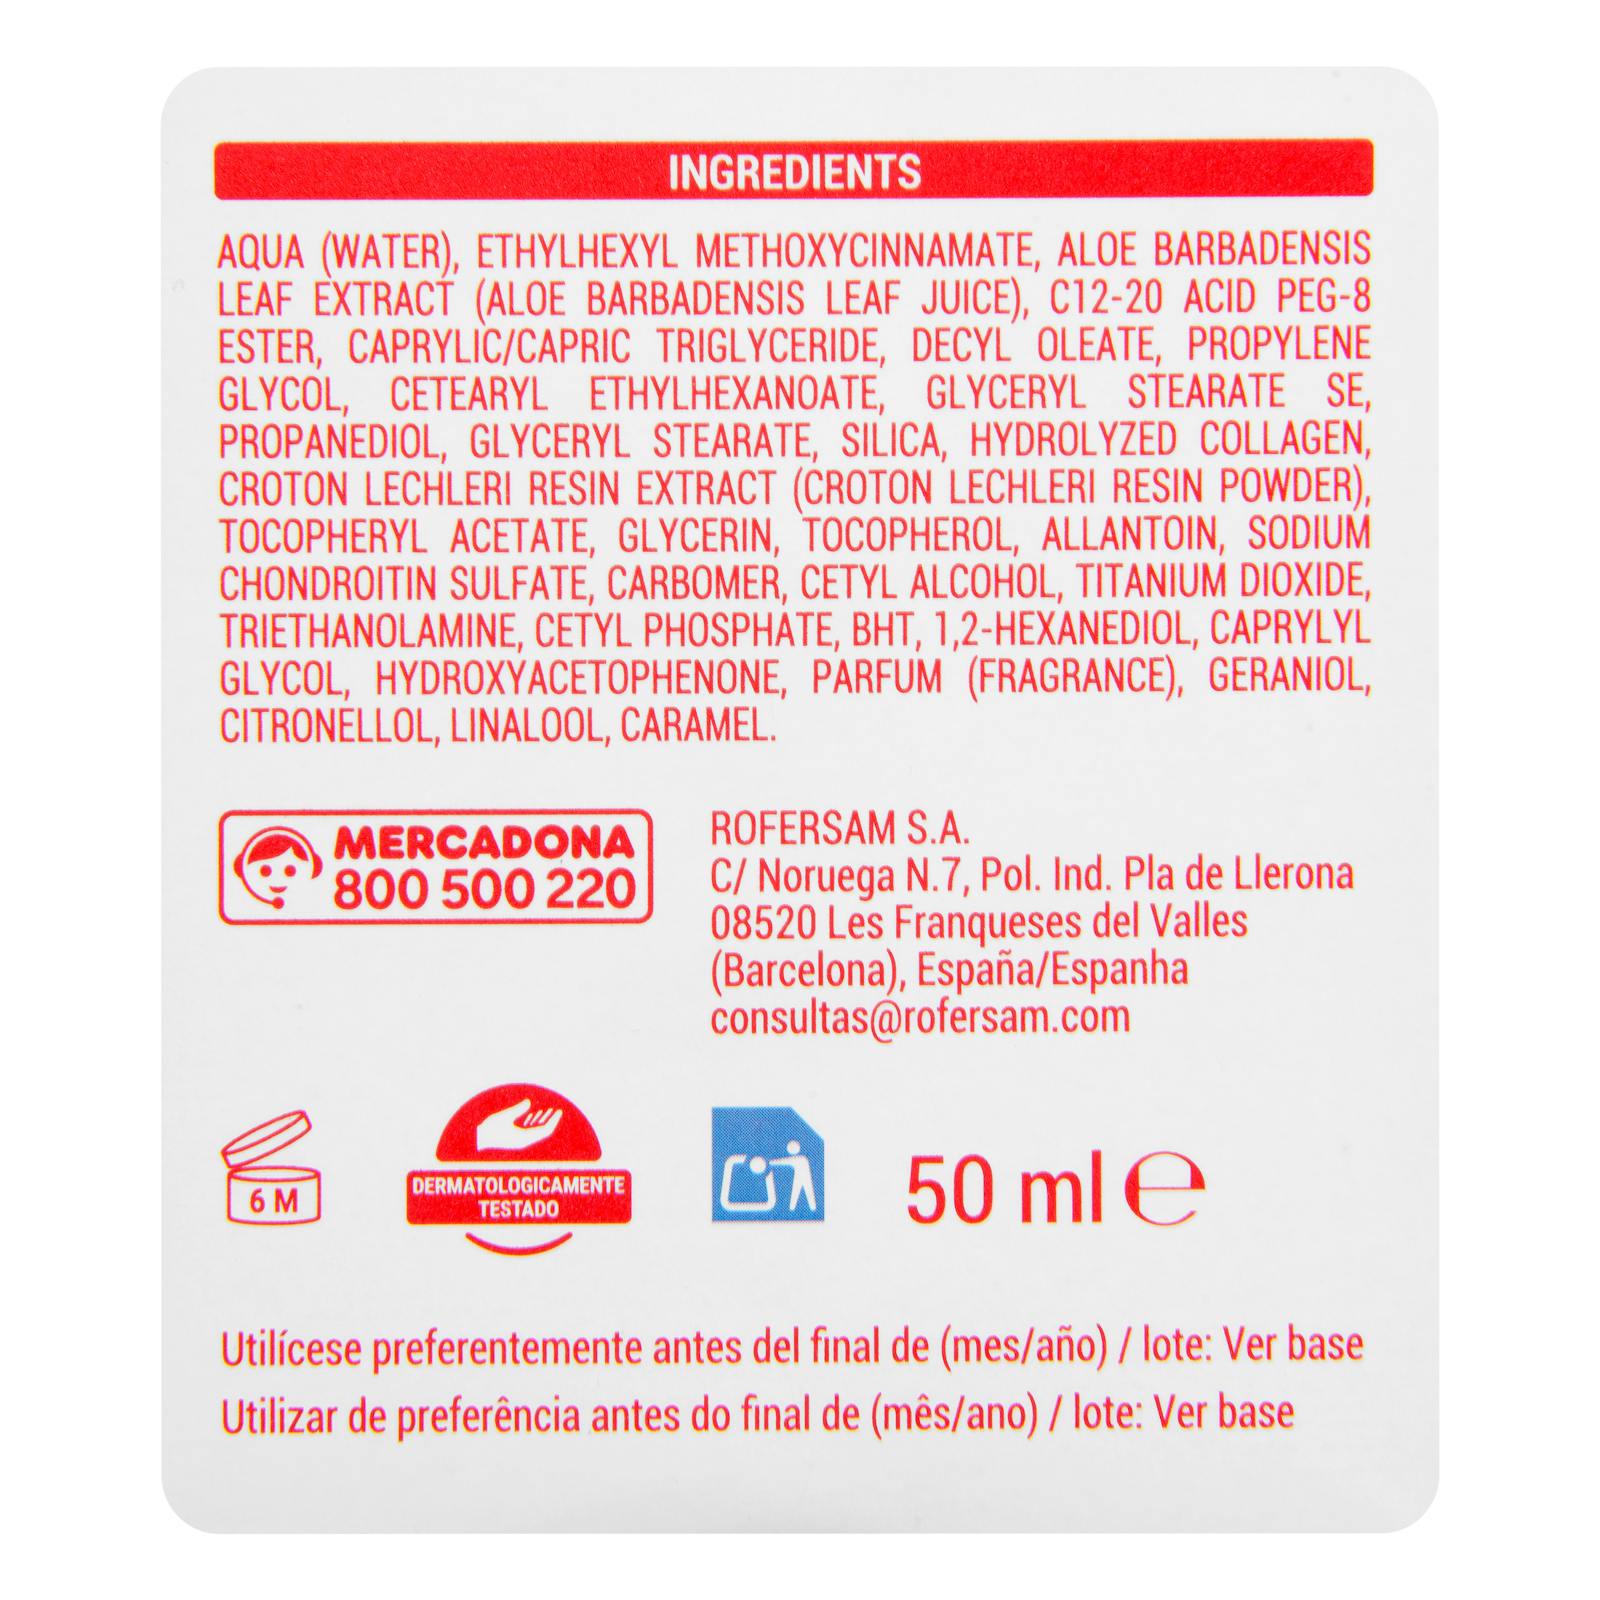 INGREDIENTS
AQUA (WATER), ETHYLHEXYL METHOXYCINNAMATE, ALOE BARBADENSIS
LEAF EXTRACT (ALOE BARBADENSIS LEAF JUICE), C12-20 ACID PEG-8
ESTER, CAPRYLIC/CAPRIC TRIGLYCERIDE, DECYL OLEATE, PROPYLENE
GLYCOL, CETEARYL ETHYLHEXANOATE, GLYCERYL STEARATE SE,
PROPANEDIOL, GLYCERYL STEARATE, SILICA, HYDROLYZED COLLAGEN,
CROTON LECHLERI RESIN EXTRACT (CROTON LECHLERI RESIN POWDER),
TOCOPHERYL ACETATE, GLYCERIN, TOCOPHEROL, ALLANTOIN, SODIUM
CHONDROITIN SULFATE, CARBOMER, CETYL ALCOHOL, TITANIUM DIOXIDE,
TRIETHANOLAMINE, CETYL PHOSPHATE, BHT, 1,2-HEXANEDIOL, CAPRYLYL
GLYCOL, HYDROXYACETOPHENONE, PARFUM (FRAGRANCE), GERANIOL,
CITRONELLOL, LINALOOL, CARAMEL.
MERCADONA
800 500 220
ROFERSAM S.A.
C/ Noruega N.7, Pol. Ind. Pla de Llerona
08520 Les Franqueses del Valles
(Barcelona), España/Espanha
consultas@rofersam.com
6 M
DERMATOLOGICAMENTE
TESTADO
50 ml ℮
Utilícese preferentemente antes del final de (mes/año) / lote: Ver base
Utilizar de preferência antes do final de (mês/ano) / lote: Ver base